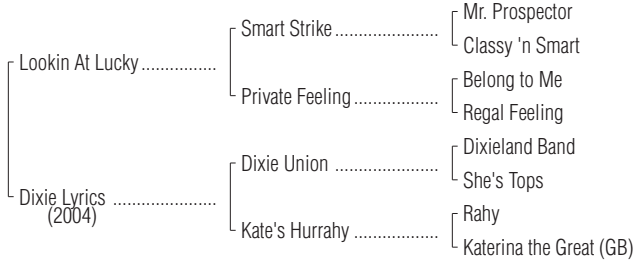 Mr. Prospector
Smart Strike ....................
Classy 'n Smart
Lookin At Lucky ..............
Belong to Me
Private Feeling ................
Regal Feeling
Dixieland Band
Dixie Union ....................
She's Tops
Dixie Lyrics ...................
(2004)
Rahy
Kate's Hurrahy ................
Katerina the Great (GB)